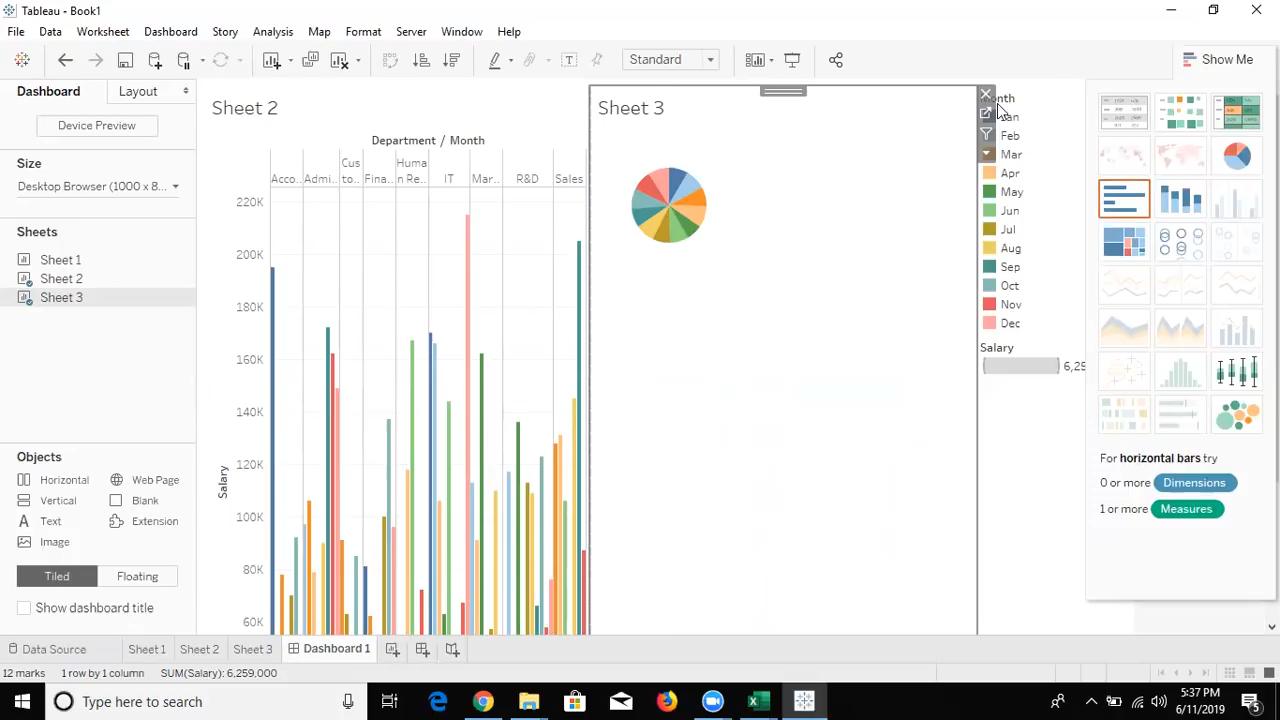 Tableau - Book1
File Data Worksheet Dashboard Story Analysis Map Format Server Window Help
Standard
Show Me
Dashboard
Layout
Device Preview
Size
Desktop Browser (1000 x 8...
Sheets
Sheet 1
Sheet 2
Sheet 3
Objects
Horizontal
Web Page
Vertical
Blank
Text
Extension
Image
Tiled
Floating
Show dashboard title
Sheet 2
Department / Month
Acco..
Admi..
Cus
to..
Fina..
Huma
n Re..
IT
Mar..
R&D
Sales
220K
200K
180K
160K
140K
120K
100K
80K
60K
Salary
Sheet 3
Month
Jan
Feb
Mar
Apr
May
Jun
Jul
Aug
Sep
Oct
Nov
Dec
Salary
6,25
For horizontal bars try
0 or more Dimensions
1 or more Measures
Data Source
Sheet 1
Sheet 2
Sheet 3
Dashboard 1
12 marks
1 row by 1 column
SUM(Salary): 6,259,000
Type here to search
5:37 PM
6/11/2019
5